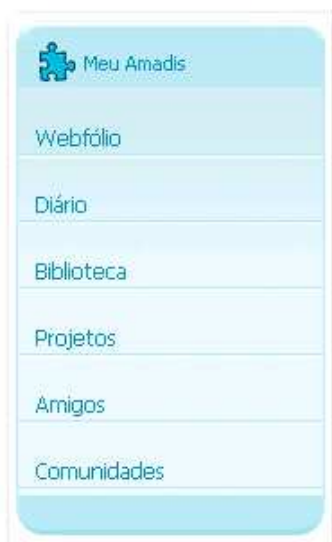 Meu Amadis
Webfólio
Diário
Biblioteca
Projetos
Amigos
Comunidades